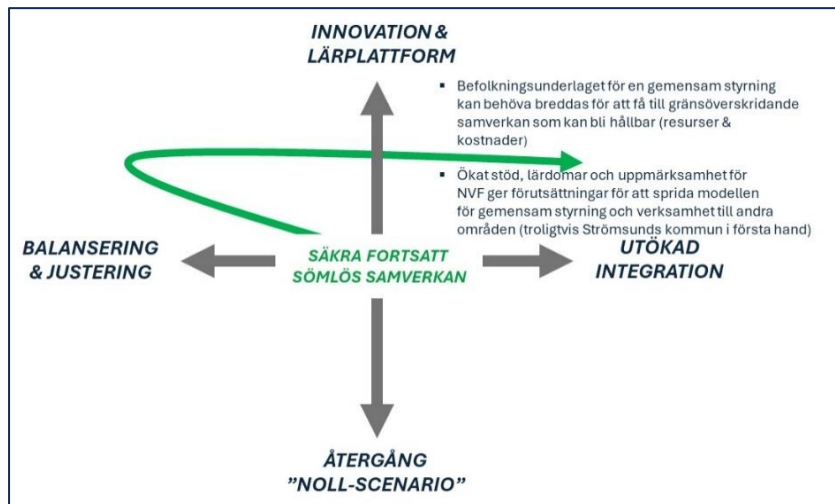 INNOVATION &
LÄRPLATTFORM
▪ Befolkningsunderlaget för en gemensam styrning
kan behöva breddas för att få till gränsöverskridande
samverkan som kan bli hållbar (resurser &
kostnader)
▪ Ökat stöd, lärdomar och uppmärksamhet för
NVF ger förutsättningar för att sprida modellen
för gemensam styrning och verksamhet till andra
områden (troligtvis Strömsunds kommun i första hand)
BALANSERING
& JUSTERING
SÄKRA FORTSATT
SÖMLÖS SAMVERKAN
UTÖKAD
INTEGRATION
ÅTERGÅNG
”NOLL-SCENARIO”